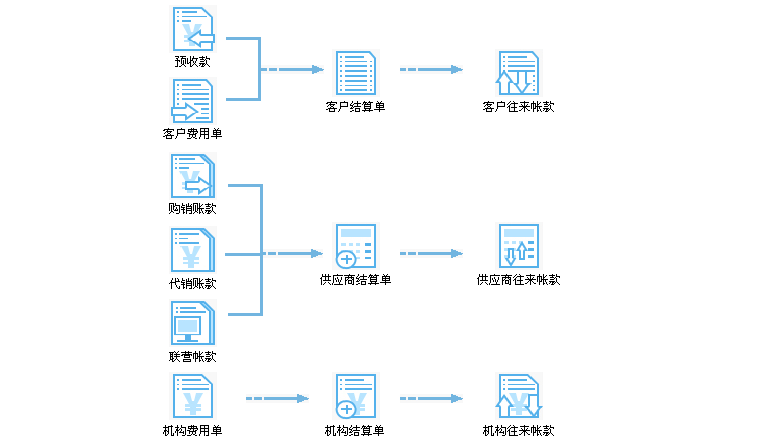 预收款
客户费用单
客户结算单
客户往来帐款
购销账款
代销账款
联营帐款
供应商结算单
供应商往来帐款
机构费用单
机构结算单
机构往来帐款